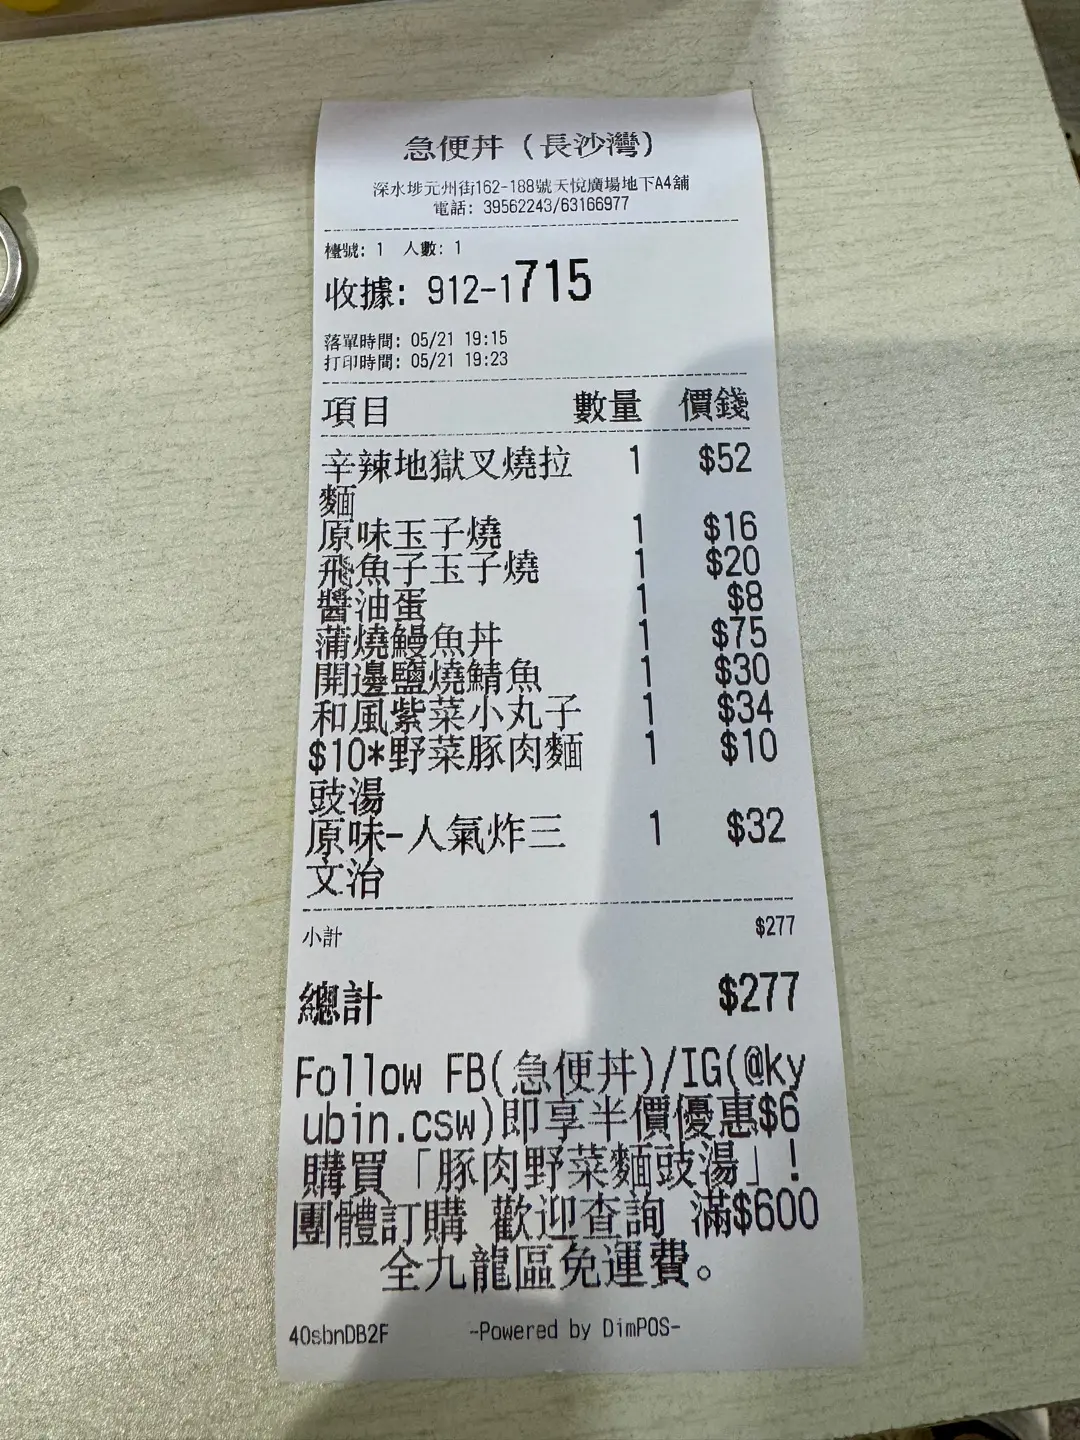 急便丼（長沙灣）
深水埗元州街162-188號天悅廣場地下A4舖
電話: 39562243/63166977
檯號: 1 人數: 1
收據: 912-1715
落單時間: 05/21 19:15
打印時間: 05/21 19:23
項目 數量 價錢
辛辣地獄叉燒拉 1 $52
麵
原味玉子燒 1 $16
飛魚子玉子燒 1 $20
醬油蛋 1 $8
蒲燒鰻魚丼 1 $75
開邊鹽燒鯖魚 1 $30
和風紫菜小丸子 1 $34
$10*野菜豚肉麵 1 $10
豉湯
原味-人氣炸三 1 $32
文治
小計 $277
總計 $277
Follow FB(急便丼)/IG(@ky
ubin.csw)即享半價優惠$6
購買「豚肉野菜麵豉湯」!
團體訂購 歡迎查詢 滿$600
全九龍區免運費。
40sbnDB2F -Powered by DimPOS-